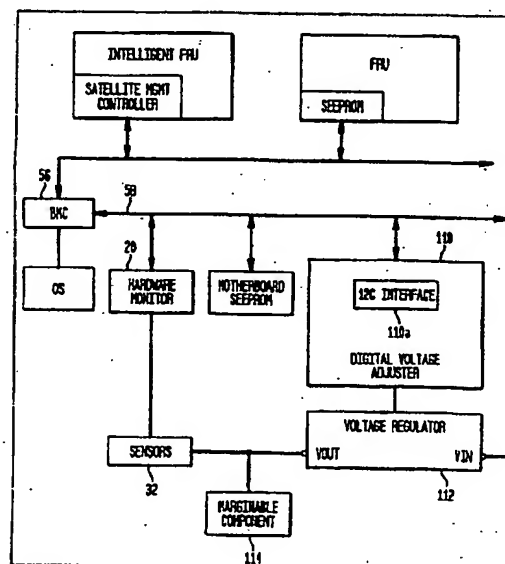 INTELLIGENT FRU
SATELLITE MGMT
CONTROLLER
FRU
SEEPROM
56
BMC
58
OS
28
HARDWARE
MONITOR
MOTHERBOARD
SEEPROM
110
I2C INTERFACE
110a
DIGITAL VOLTAGE
ADJUSTER
VOLTAGE REGULATOR
VOUT
VIN
112
SENSORS
32
MARGINABLE
COMPONENT
114